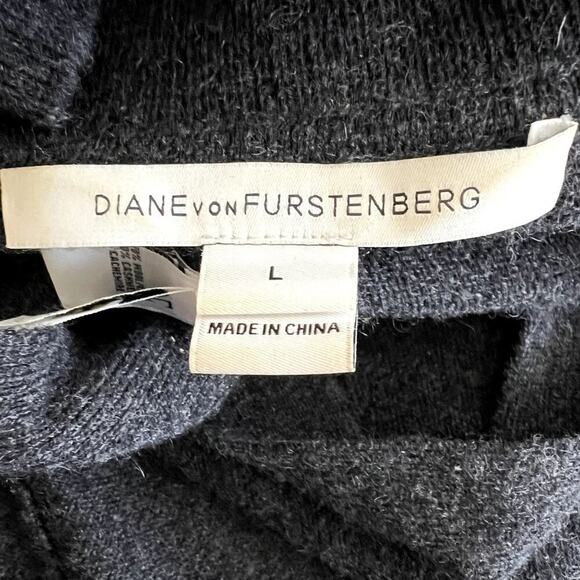 DIANE VON FURSTENBERG
L
MADE IN CHINA